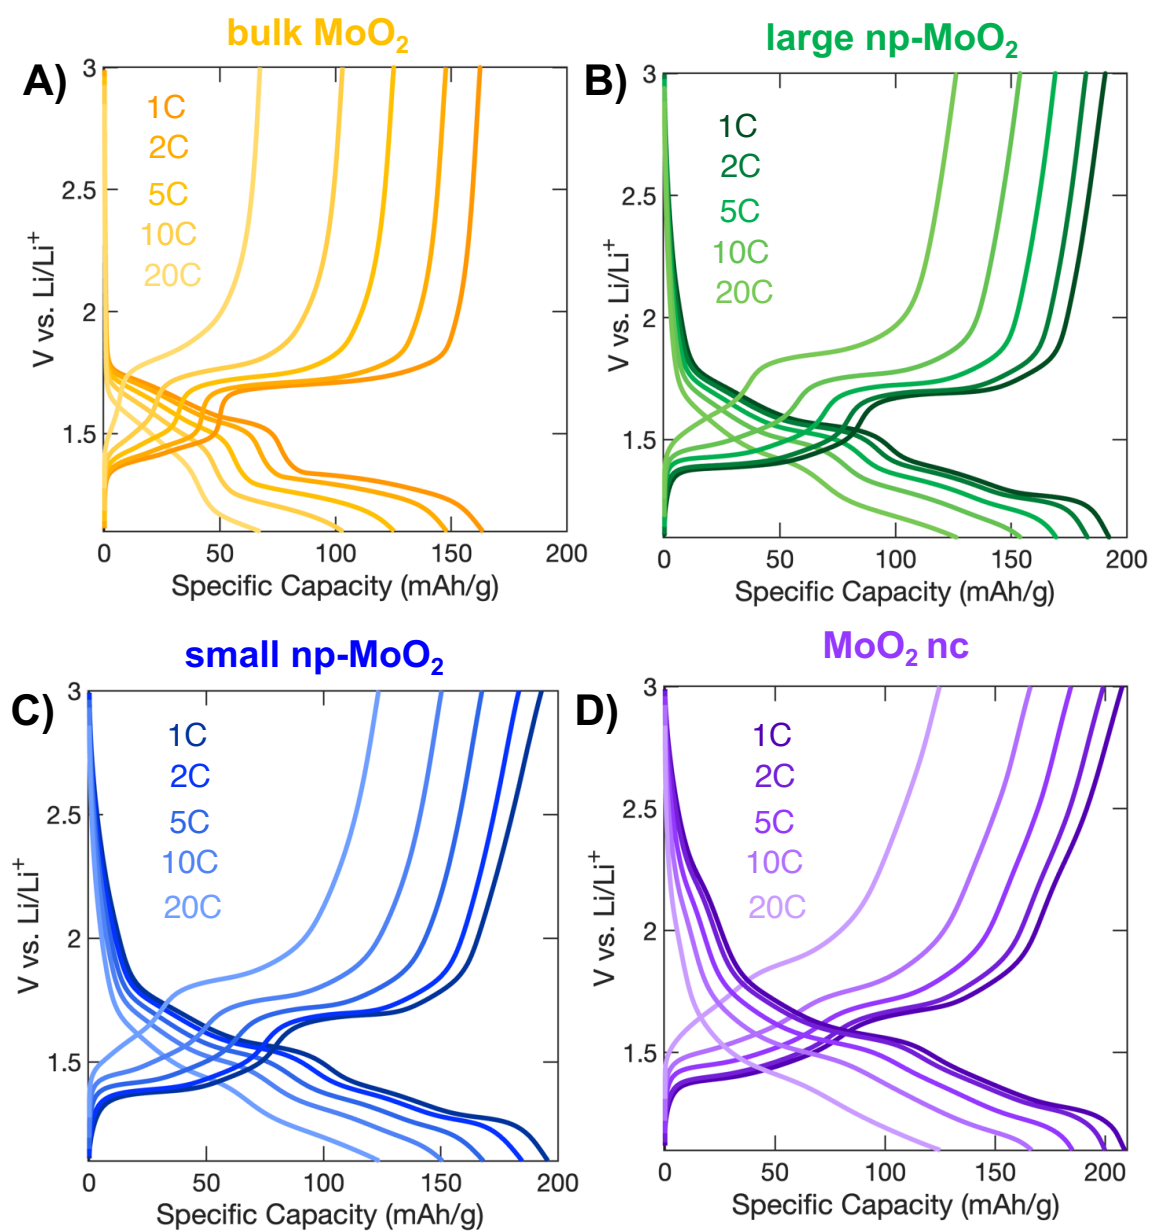 bulk MoO₂
A)
3
2.5
2
1.5
V vs. Li/Li⁺
1C
2C
5C
10C
20C
0 50 100 150 200
Specific Capacity (mAh/g)
large np-MoO₂
B)
3
2.5
2
1.5
V vs. Li/Li⁺
1C
2C
5C
10C
20C
0 50 100 150 200
Specific Capacity (mAh/g)
small np-MoO₂
C)
3
2.5
2
1.5
V vs. Li/Li⁺
1C
2C
5C
10C
20C
0 50 100 150 200
Specific Capacity (mAh/g)
MoO₂ nc
D)
3
2.5
2
1.5
V vs. Li/Li⁺
1C
2C
5C
10C
20C
0 50 100 150 200
Specific Capacity (mAh/g)